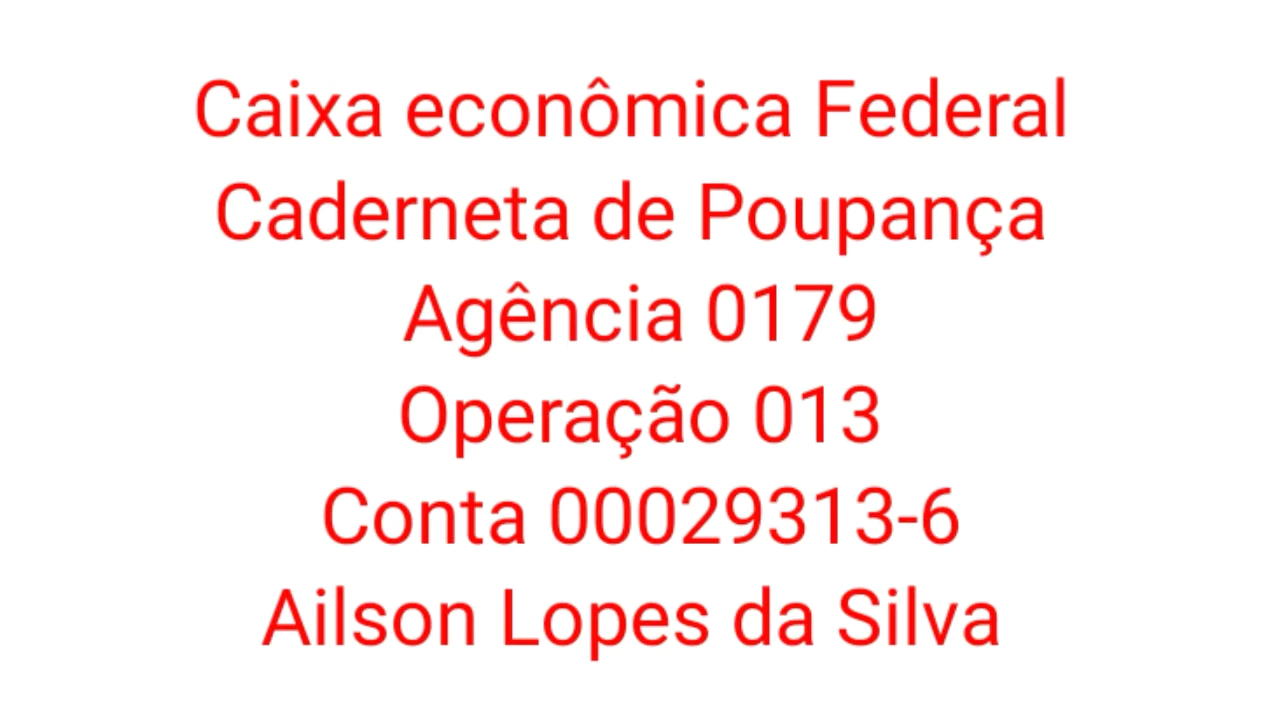 Caixa econômica Federal
Caderneta de Poupança
Agência 0179
Operação 013
Conta 00029313-6
Ailson Lopes da Silva